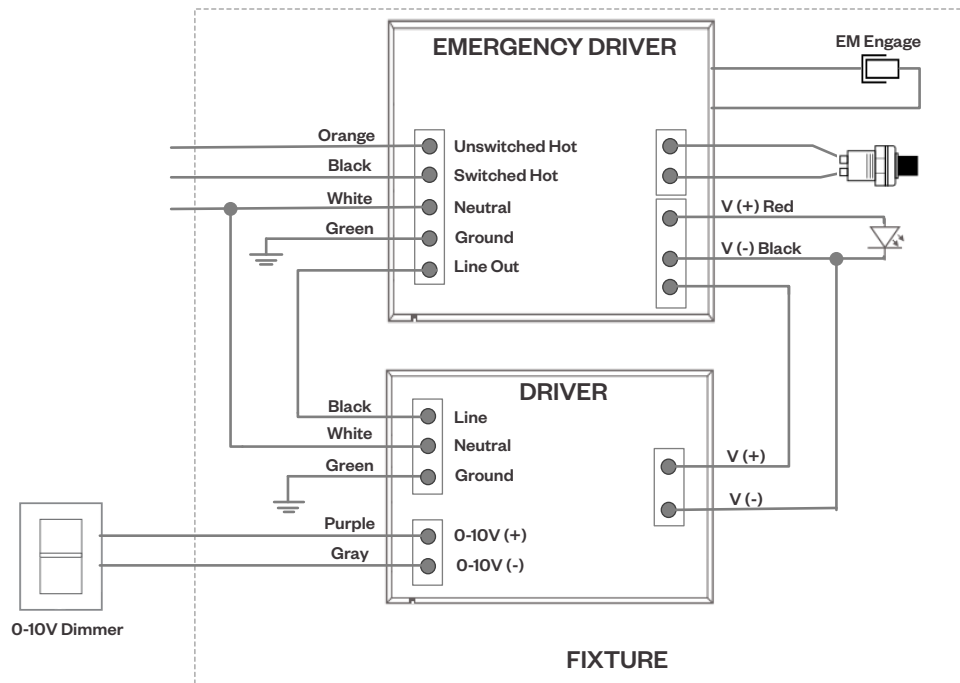 EMERGENCY DRIVER
EM Engage
Orange
Unswitched Hot
Black
Switched Hot
White
Neutral
V (+) Red
Green
Ground
V (-) Black
Line Out
DRIVER
Black
Line
White
Neutral
V (+)
Green
Ground
V (-)
Purple
0-10V (+)
Gray
0-10V (-)
0-10V Dimmer
FIXTURE